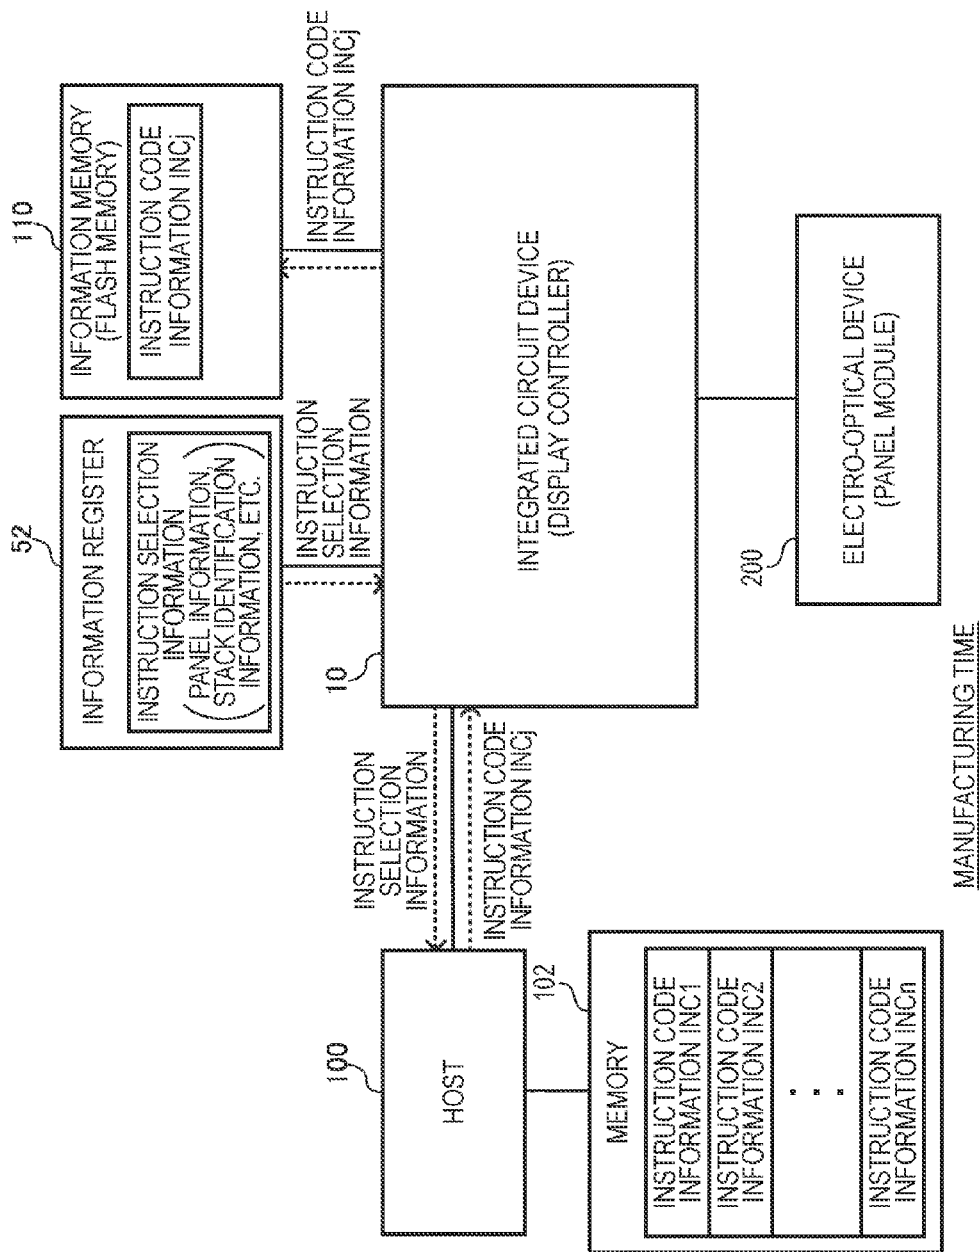 110
INFORMATION MEMORY
(FLASH MEMORY)
INSTRUCTION CODE
INFORMATION INCj
52
INFORMATION REGISTER
INSTRUCTION SELECTION
INFORMATION
(PANEL INFORMATION,
STACK IDENTIFICATION
INFORMATION, ETC.)
INSTRUCTION CODE
INFORMATION INCj
INSTRUCTION
SELECTION
INFORMATION
10
INTEGRATED CIRCUIT DEVICE
(DISPLAY CONTROLLER)
INSTRUCTION
SELECTION
INFORMATION
INSTRUCTION CODE
INFORMATION INCj
100
HOST
102
MEMORY
INSTRUCTION CODE
INFORMATION INC1
INSTRUCTION CODE
INFORMATION INC2
. . .
INSTRUCTION CODE
INFORMATION INCn
200
ELECTRO-OPTICAL DEVICE
(PANEL MODULE)
MANUFACTURING TIME